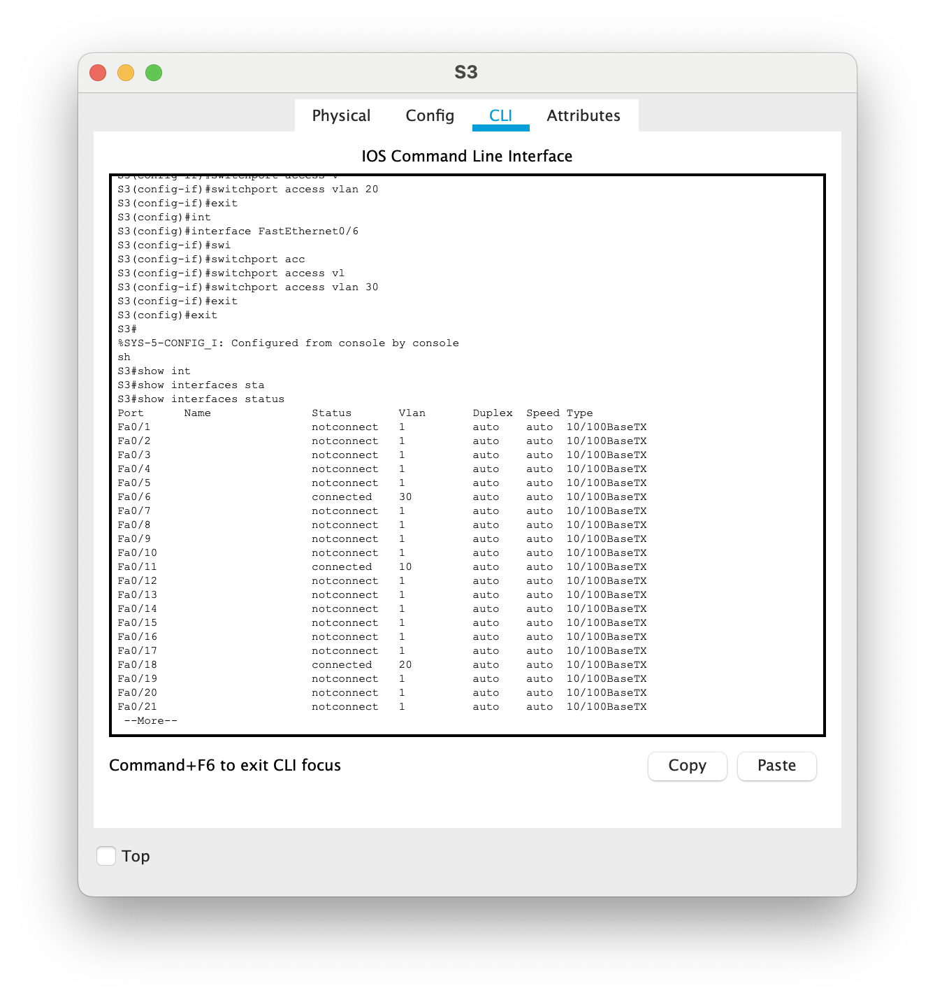 S3
Physical Config CLI Attributes
IOS Command Line Interface
S3(config-if)#switchport access v
S3(config-if)#switchport access vlan 20
S3(config-if)#exit
S3(config)#int
S3(config)#interface FastEthernet0/6
S3(config-if)#swi
S3(config-if)#switchport acc
S3(config-if)#switchport access vl
S3(config-if)#switchport access vlan 30
S3(config-if)#exit
S3(config)#exit
S3#
%SYS-5-CONFIG_I: Configured from console by console
sh
S3#show int
S3#show interfaces sta
S3#show interfaces status
Port Name Status Vlan Duplex Speed Type
Fa0/1 notconnect 1 auto auto 10/100BaseTX
Fa0/2 notconnect 1 auto auto 10/100BaseTX
Fa0/3 notconnect 1 auto auto 10/100BaseTX
Fa0/4 notconnect 1 auto auto 10/100BaseTX
Fa0/5 notconnect 1 auto auto 10/100BaseTX
Fa0/6 connected 30 auto auto 10/100BaseTX
Fa0/7 notconnect 1 auto auto 10/100BaseTX
Fa0/8 notconnect 1 auto auto 10/100BaseTX
Fa0/9 notconnect 1 auto auto 10/100BaseTX
Fa0/10 notconnect 1 auto auto 10/100BaseTX
Fa0/11 connected 10 auto auto 10/100BaseTX
Fa0/12 notconnect 1 auto auto 10/100BaseTX
Fa0/13 notconnect 1 auto auto 10/100BaseTX
Fa0/14 notconnect 1 auto auto 10/100BaseTX
Fa0/15 notconnect 1 auto auto 10/100BaseTX
Fa0/16 notconnect 1 auto auto 10/100BaseTX
Fa0/17 notconnect 1 auto auto 10/100BaseTX
Fa0/18 connected 20 auto auto 10/100BaseTX
Fa0/19 notconnect 1 auto auto 10/100BaseTX
Fa0/20 notconnect 1 auto auto 10/100BaseTX
Fa0/21 notconnect 1 auto auto 10/100BaseTX
--More--
Command+F6 to exit CLI focus
Copy Paste
Top